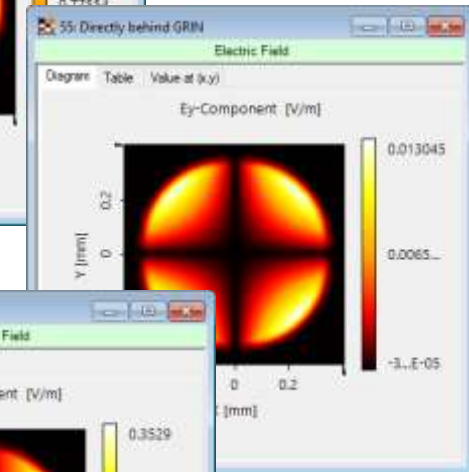 55: Directly behind GRIN
Electric Field
Diagram Table Value at (x,y)
Ey-Component [V/m]
0.013045
0.0065...
-3...E-05
Y [mm]
0.2
0
0 0.2
[mm]
Field
ent [V/m]
0.3529